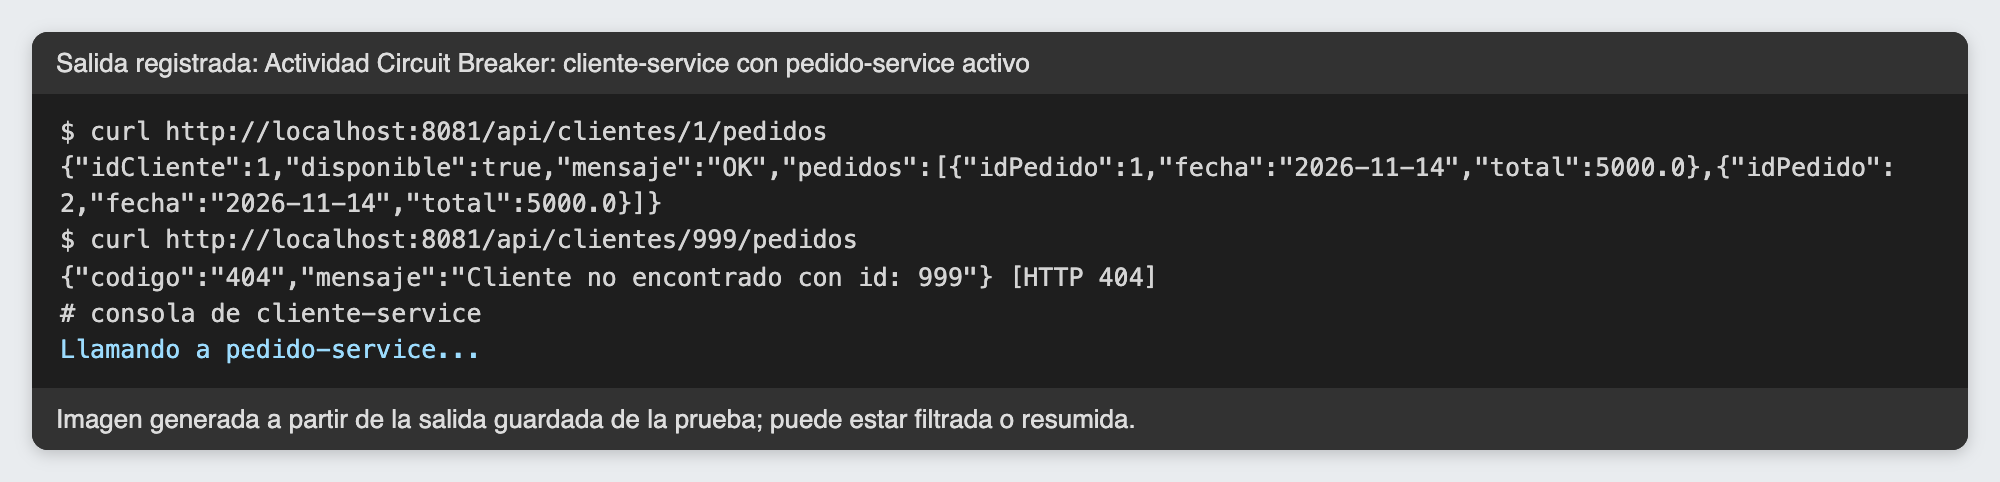 Salida registrada: Actividad Circuit Breaker: cliente-service con pedido-service activo
$ curl http://localhost:8081/api/clientes/1/pedidos
{"idCliente":1,"disponible":true,"mensaje":"OK","pedidos":[{"idPedido":1,"fecha":"2026-11-14","total":5000.0},{"idPedido":
2,"fecha":"2026-11-14","total":5000.0}]}
$ curl http://localhost:8081/api/clientes/999/pedidos
{"codigo":"404","mensaje":"Cliente no encontrado con id: 999"} [HTTP 404]
# consola de cliente-service
Llamando a pedido-service...
Imagen generada a partir de la salida guardada de la prueba; puede estar filtrada o resumida.